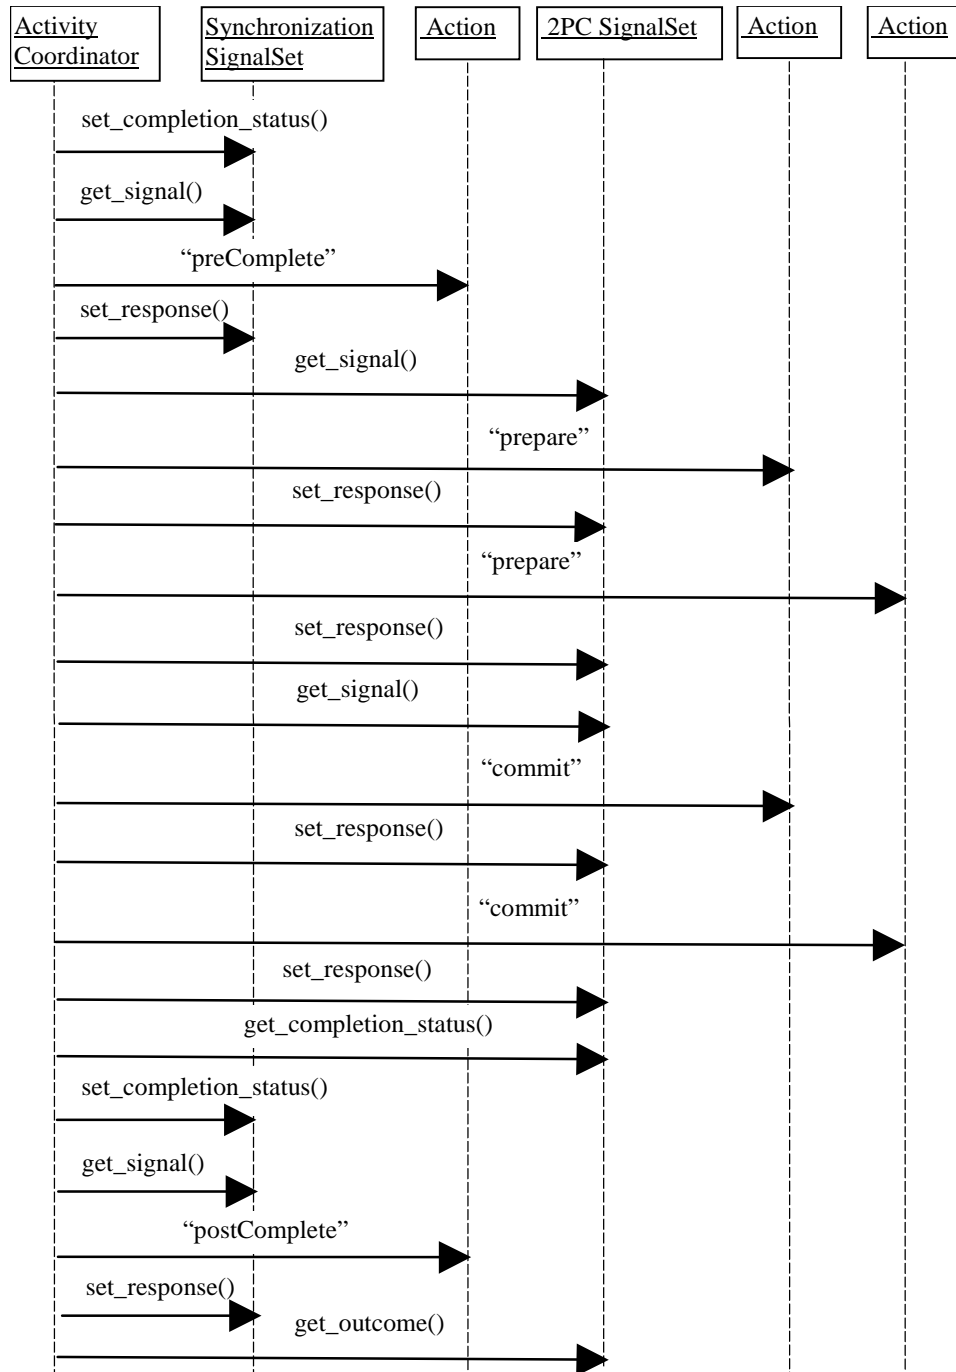 Activity
Coordinator
Synchronization
SignalSet
Action
2PC SignalSet
Action
Action
set_completion_status()
get_signal()
“preComplete”
set_response()
get_signal()
“prepare”
set_response()
“prepare”
set_response()
get_signal()
“commit”
set_response()
“commit”
set_response()
get_completion_status()
set_completion_status()
get_signal()
“postComplete”
set_response()
get_outcome()